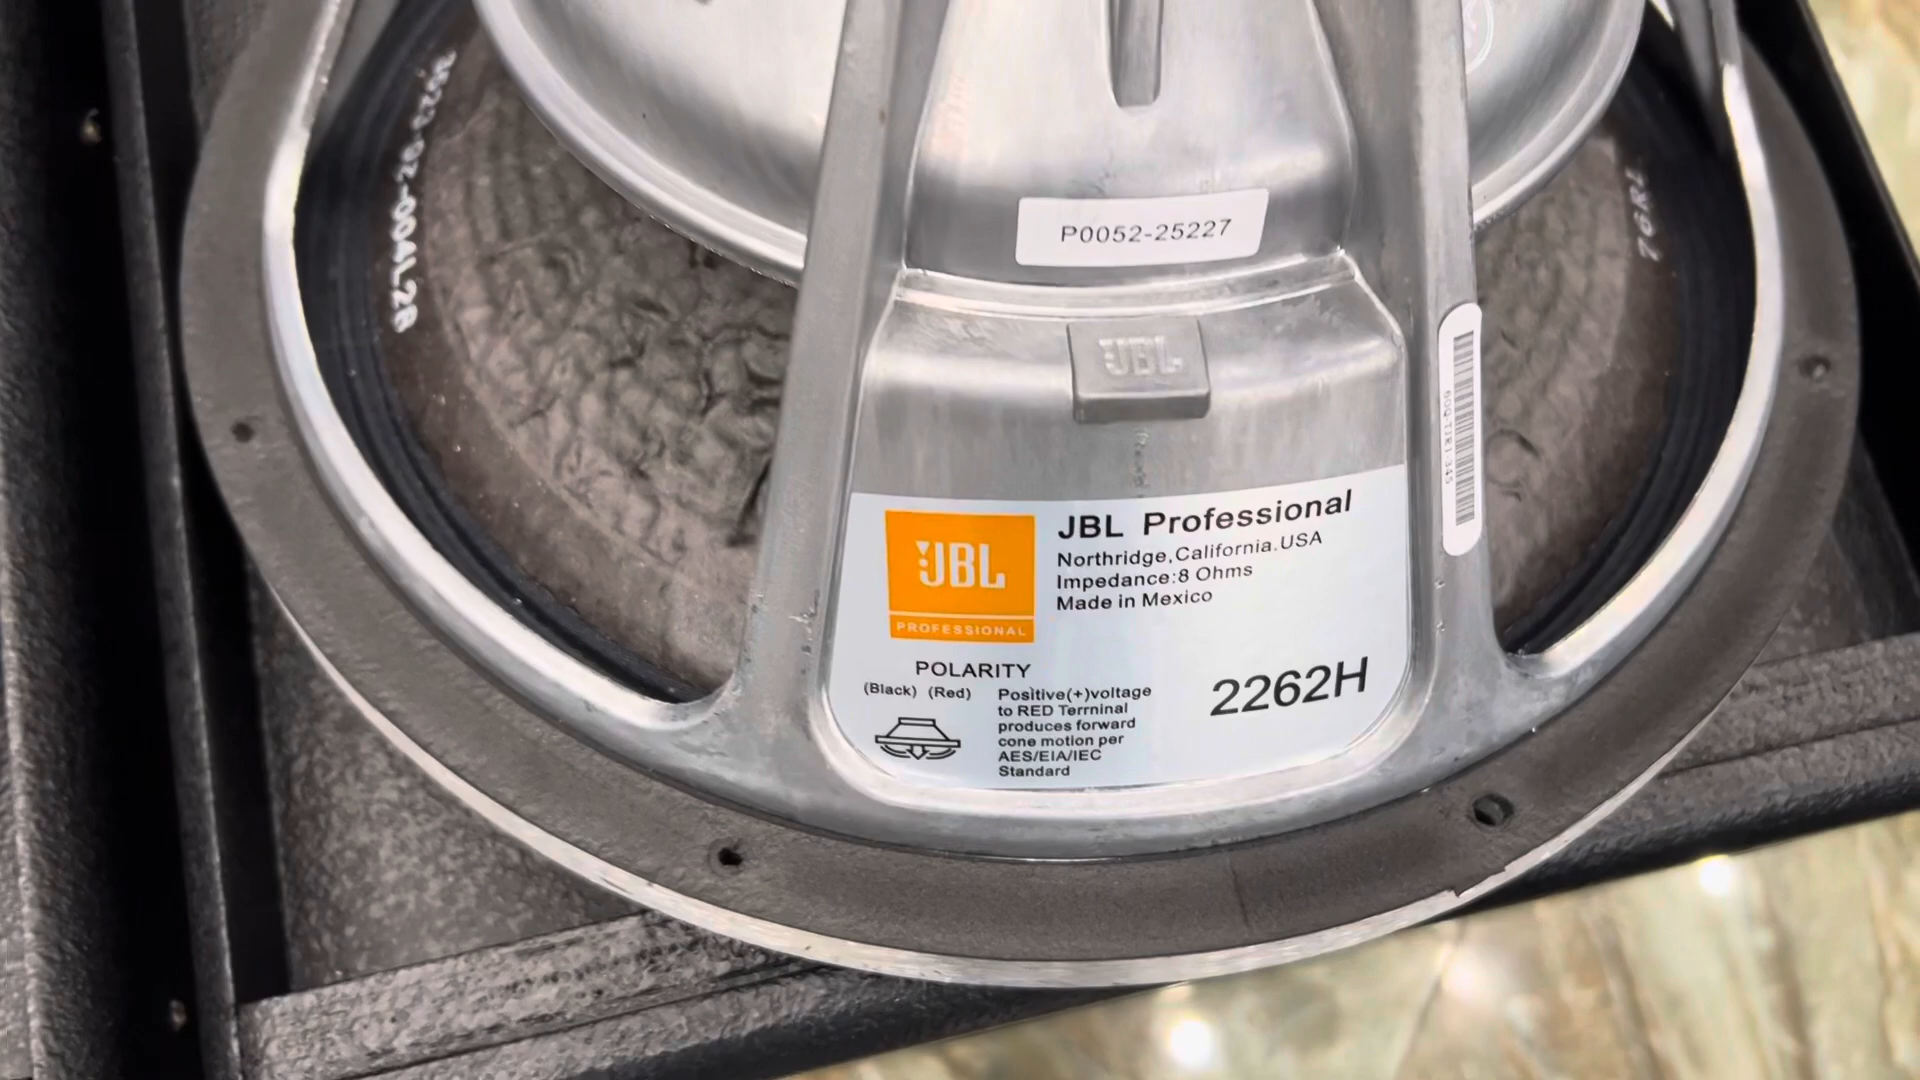 P0052-25227
JBL
JBL
PROFESSIONAL
JBL Professional
Northridge,California.USA
Impedance:8 Ohms
Made in Mexico
POLARITY
(Black) (Red)
Positive(+)voltage
to RED Terrninal
produces forward
cone motion per
AES/EIA/IEC
Standard
2262H